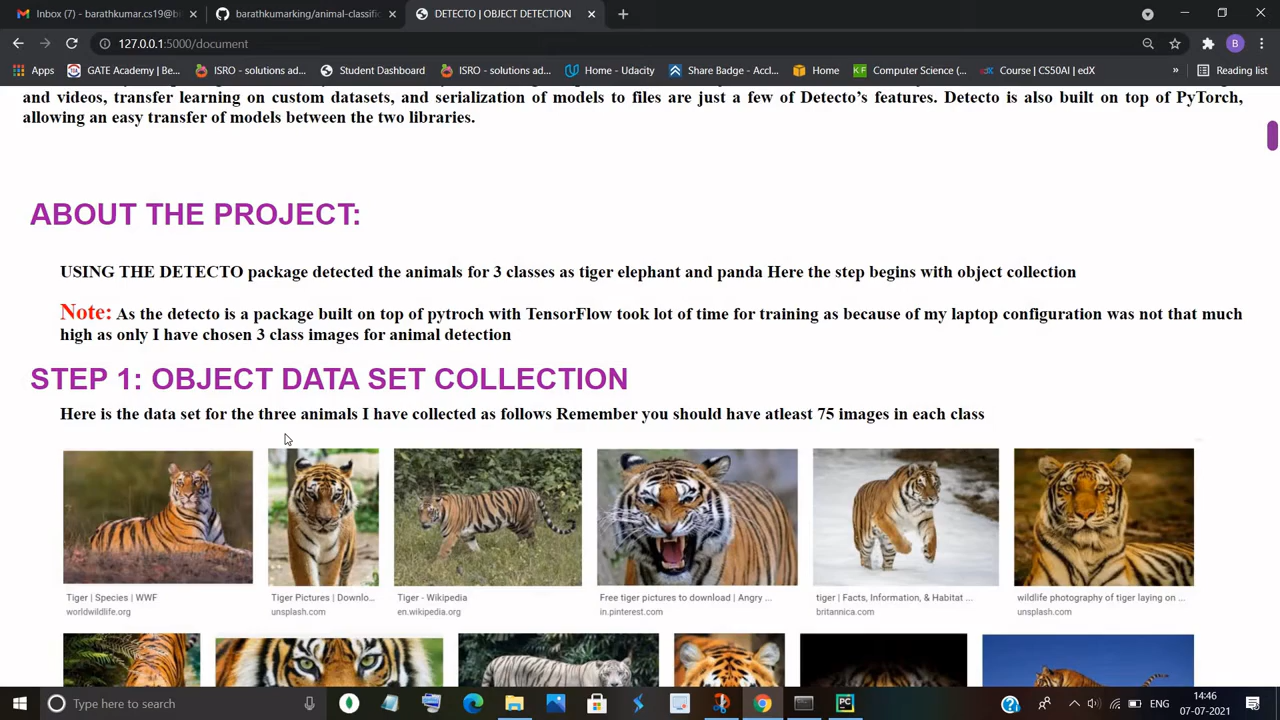 Inbox (7) - barathkumar.cs19@bi
barathkumarking/animal-classific
DETECTO | OBJECT DETECTION
127.0.0.1:5000/document
B
Apps
GATE Academy | Be...
ISRO - solutions ad...
Student Dashboard
ISRO - solutions ad...
Home - Udacity
Share Badge - Accl...
Home
Computer Science (...
Course | CS50AI | edX
»
Reading list
and videos, transfer learning on custom datasets, and serialization of models to files are just a few of Detecto's features. Detecto is also built on top of PyTorch,
allowing an easy transfer of models between the two libraries.
ABOUT THE PROJECT:
USING THE DETECTO package detected the animals for 3 classes as tiger elephant and panda Here the step begins with object collection
Note: As the detecto is a package built on top of pytroch with TensorFlow took lot of time for training as because of my laptop configuration was not that much
high as only I have chosen 3 class images for animal detection
STEP 1: OBJECT DATA SET COLLECTION
Here is the data set for the three animals I have collected as follows Remember you should have atleast 75 images in each class
Tiger | Species | WWF
worldwildlife.org
Tiger Pictures | Downlo...
unsplash.com
Tiger - Wikipedia
en.wikipedia.org
Free tiger pictures to download | Angry ...
in.pinterest.com
tiger | Facts, Information, & Habitat ...
britannica.com
wildlife photography of tiger laying on ...
unsplash.com
Type here to search
PC
ENG
14:46
07-07-2021